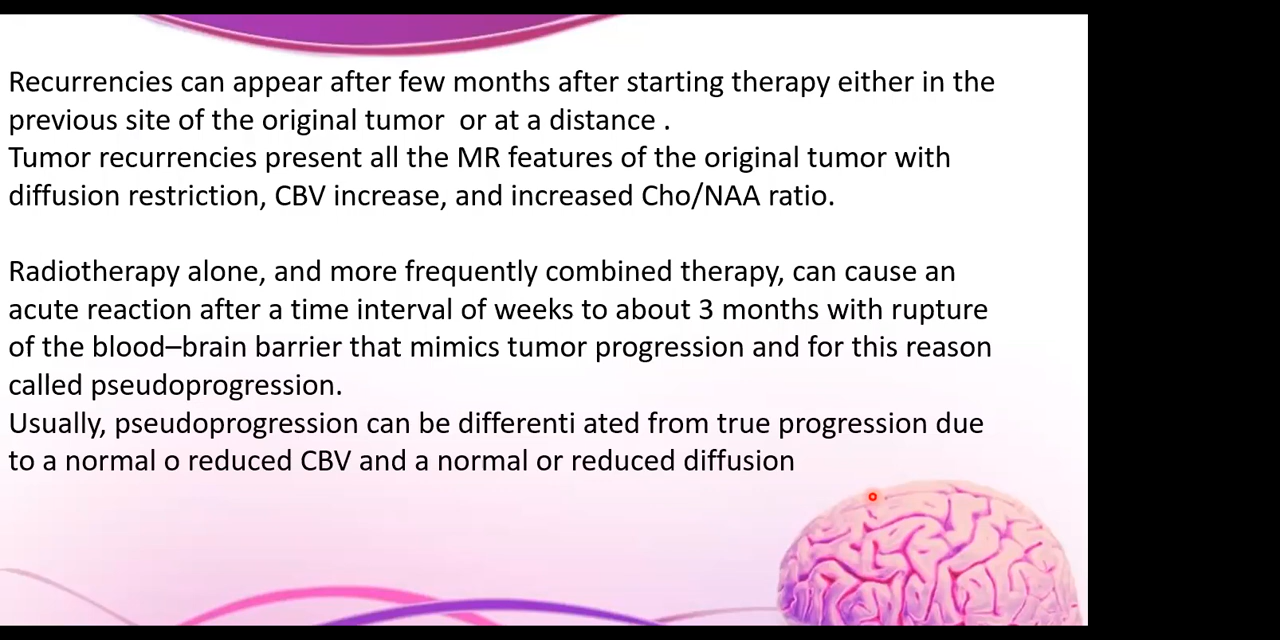 Recurrencies can appear after few months after starting therapy either in the
previous site of the original tumor  or at a distance .
Tumor recurrencies present all the MR features of the original tumor with
diffusion restriction, CBV increase, and increased Cho/NAA ratio.
Radiotherapy alone, and more frequently combined therapy, can cause an
acute reaction after a time interval of weeks to about 3 months with rupture
of the blood–brain barrier that mimics tumor progression and for this reason
called pseudoprogression.
Usually, pseudoprogression can be differenti ated from true progression due
to a normal o reduced CBV and a normal or reduced diffusion